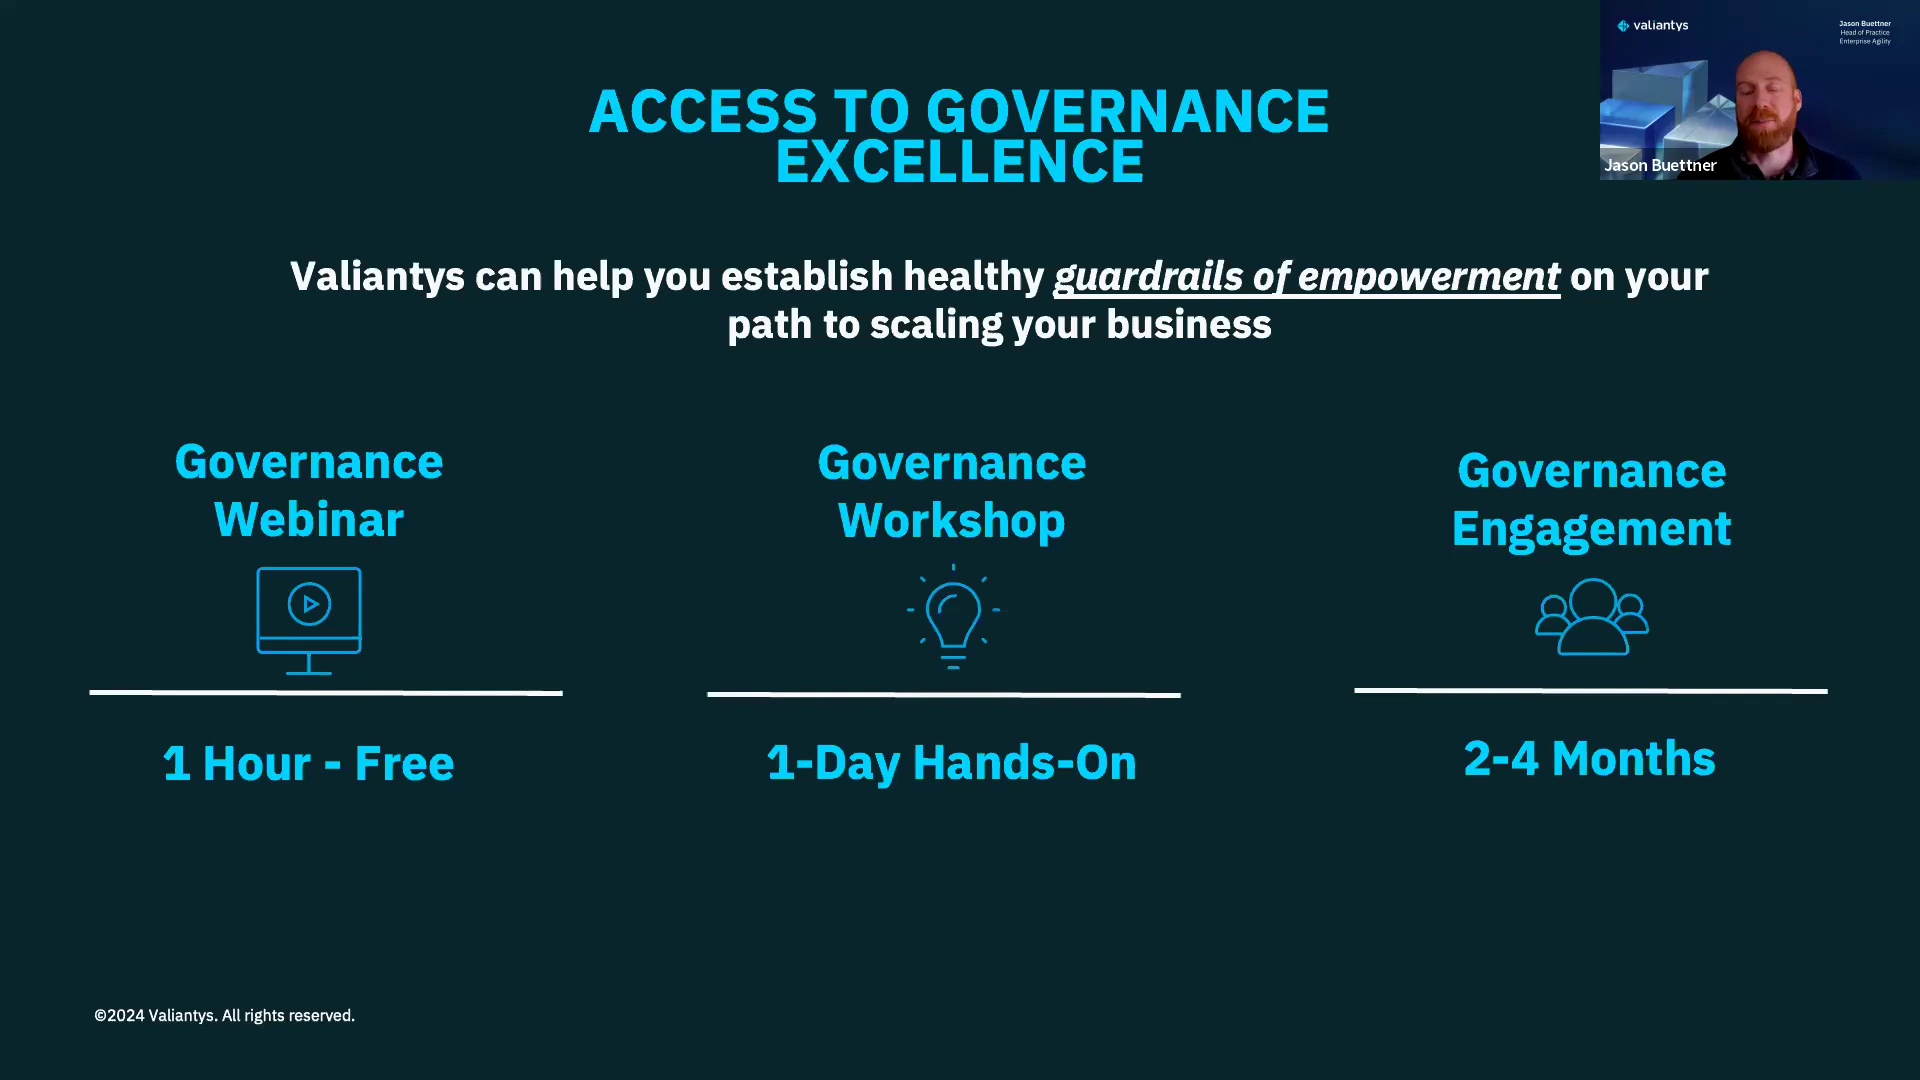 valiantys
Jason Buettner
Head of Practice
Enterprise Agility
Jason Buettner
ACCESS TO GOVERNANCE
EXCELLENCE
Valiantys can help you establish healthy guardrails of empowerment on your
path to scaling your business
Governance
Webinar
1 Hour - Free
Governance
Workshop
1-Day Hands-On
Governance
Engagement
2-4 Months
©2024 Valiantys. All rights reserved.